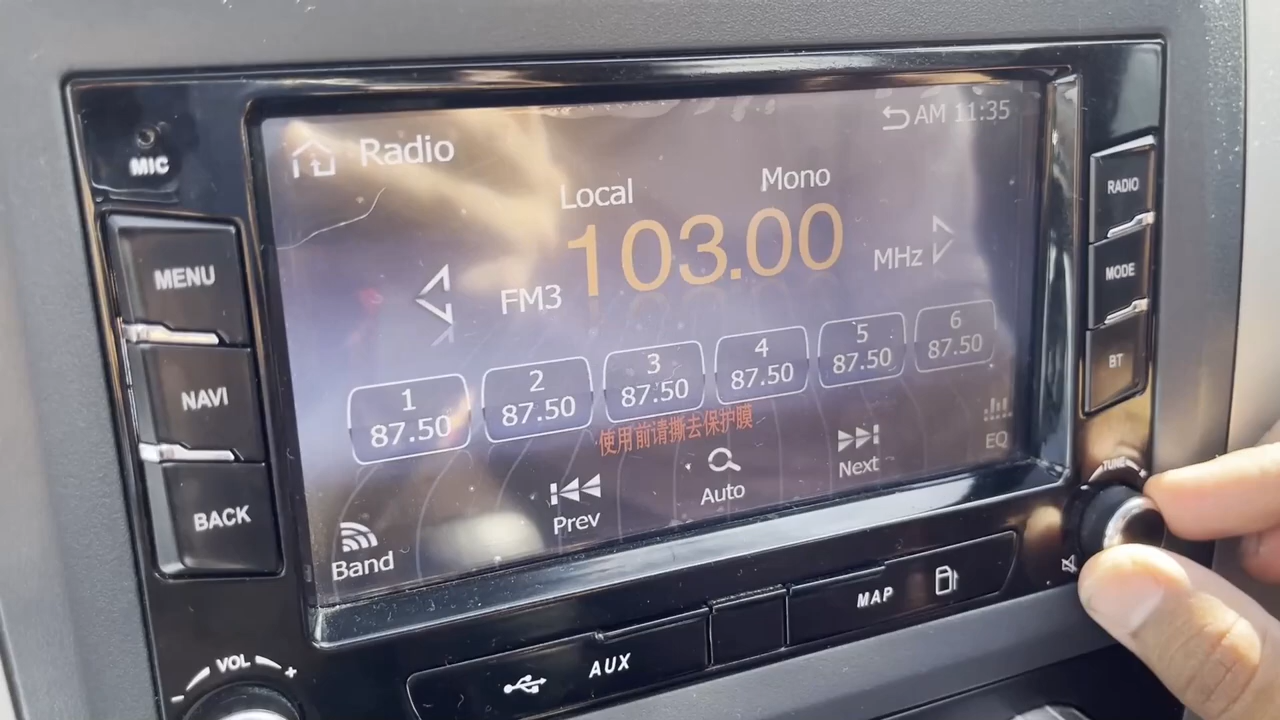 MIC
Radio
AM 11:35
Local
Mono
FM3
103.00
MHz
1
87.50
2
87.50
3
87.50
4
87.50
5
87.50
6
87.50
使用前请撕去保护膜
Band
Prev
Auto
Next
EQ
MENU
NAVI
BACK
RADIO
MODE
BT
TUNE
- VOL +
AUX
MAP